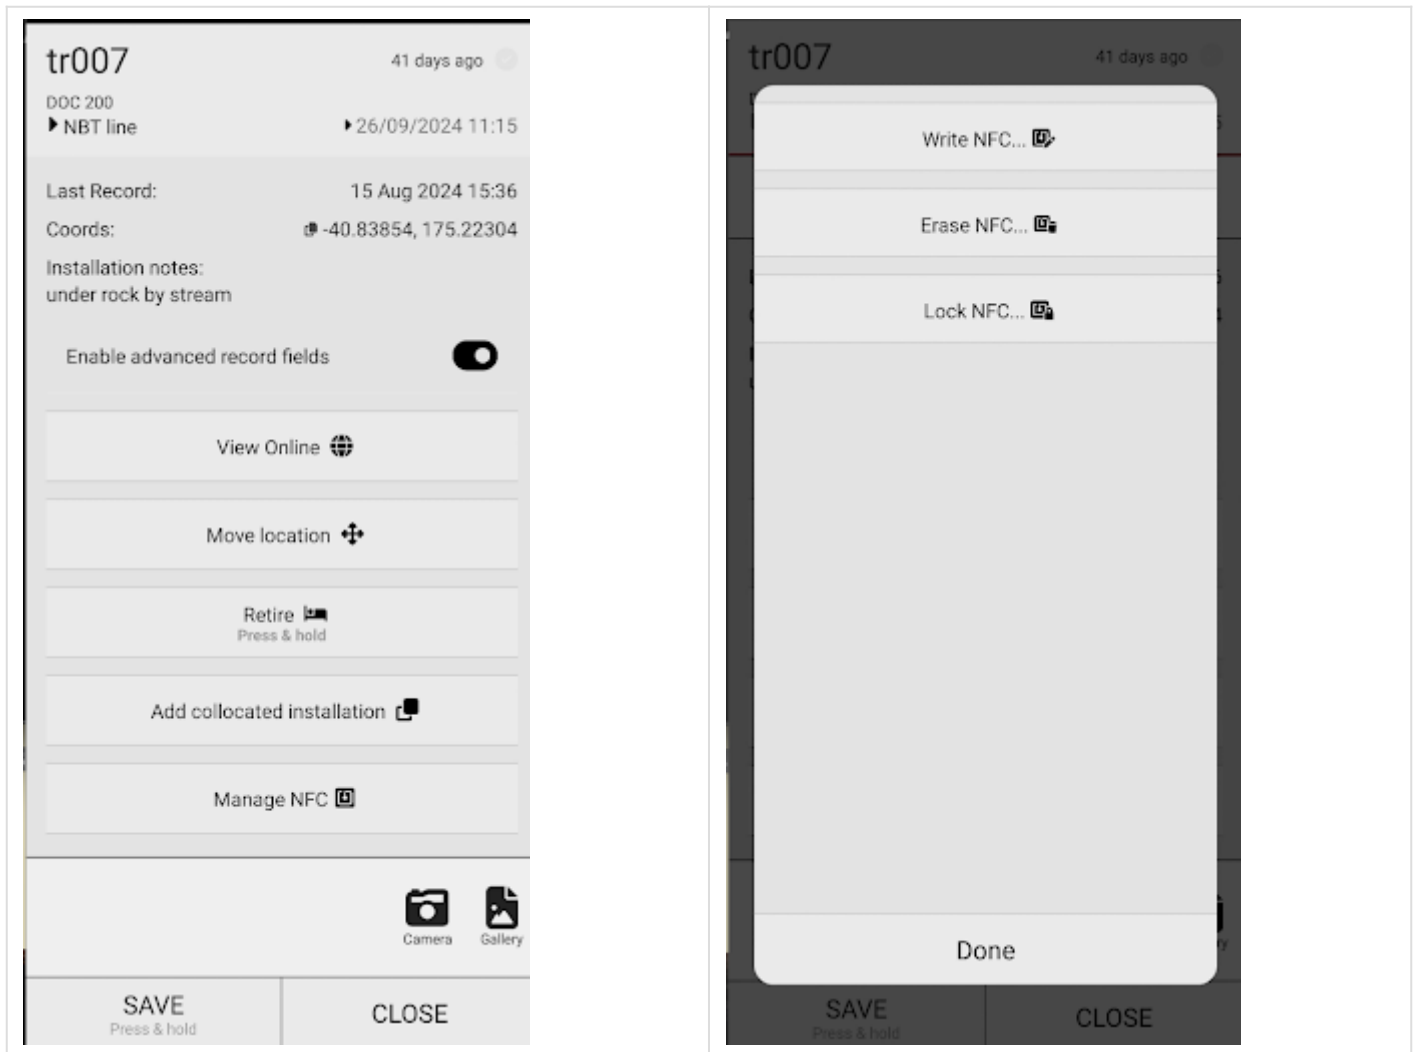 tr007
41 days ago
DOC 200
NBT line
26/09/2024 11:15
Last Record:
15 Aug 2024 15:36
Coords:
-40.83854, 175.22304
Installation notes:
under rock by stream
Enable advanced record fields
View Online
Move location
Retire
Press & hold
Add collocated installation
Manage NFC
Camera
Gallery
SAVE
Press & hold
CLOSE
tr007
41 days ago
Write NFC...
Erase NFC...
Lock NFC...
Done
SAVE
Press & hold
CLOSE